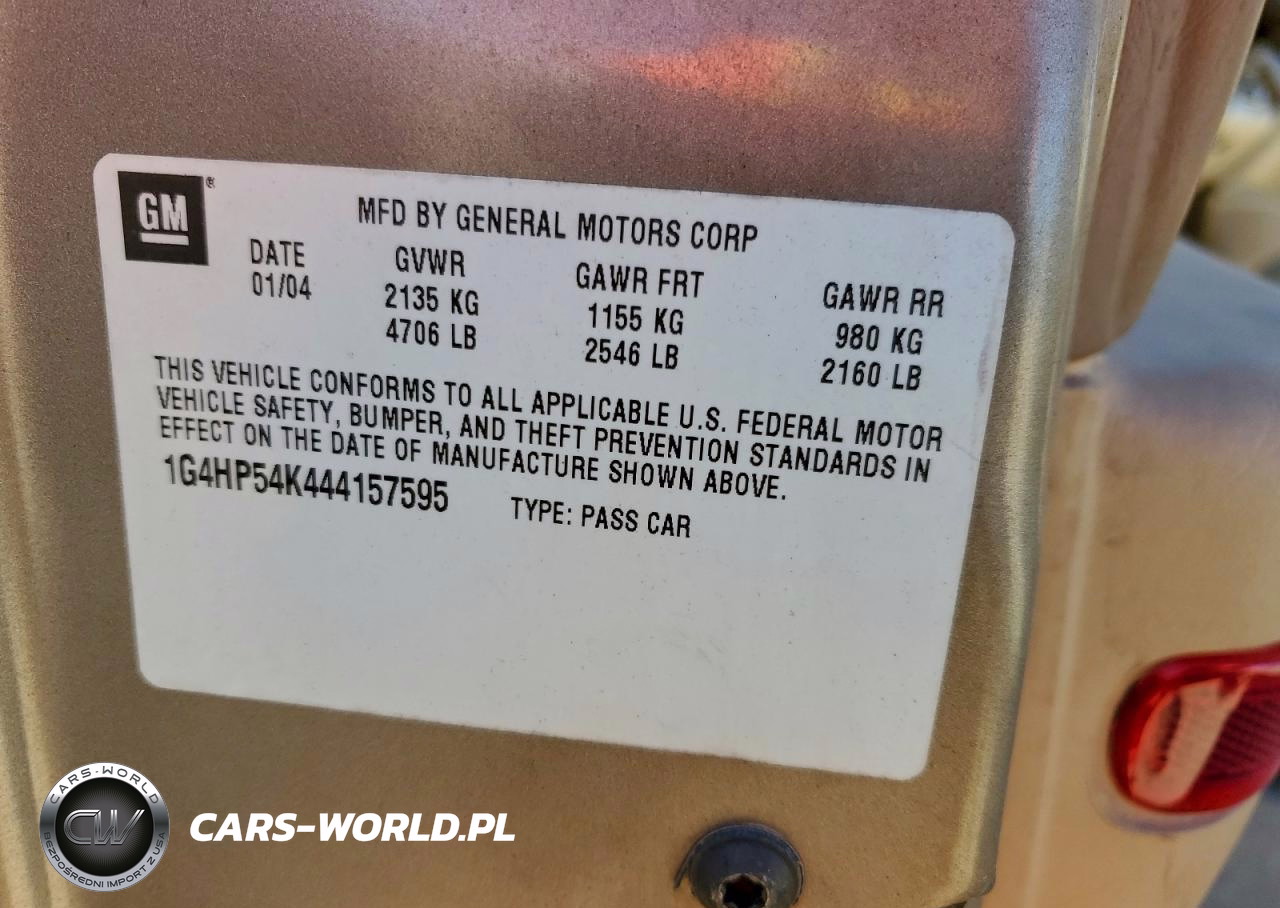 GM®
MFD BY GENERAL MOTORS CORP
DATE GVWR GAWR FRT GAWR RR
01/04 2135 KG 1155 KG 980 KG
4706 LB 2546 LB 2160 LB
THIS VEHICLE CONFORMS TO ALL APPLICABLE U.S. FEDERAL MOTOR
VEHICLE SAFETY, BUMPER, AND THEFT PREVENTION STANDARDS IN
EFFECT ON THE DATE OF MANUFACTURE SHOWN ABOVE.
1G4HP54K444157595 TYPE: PASS CAR
CARS-WORLD
CW
BEZPOŚREDNI IMPORT Z USA
CARS-WORLD.PL